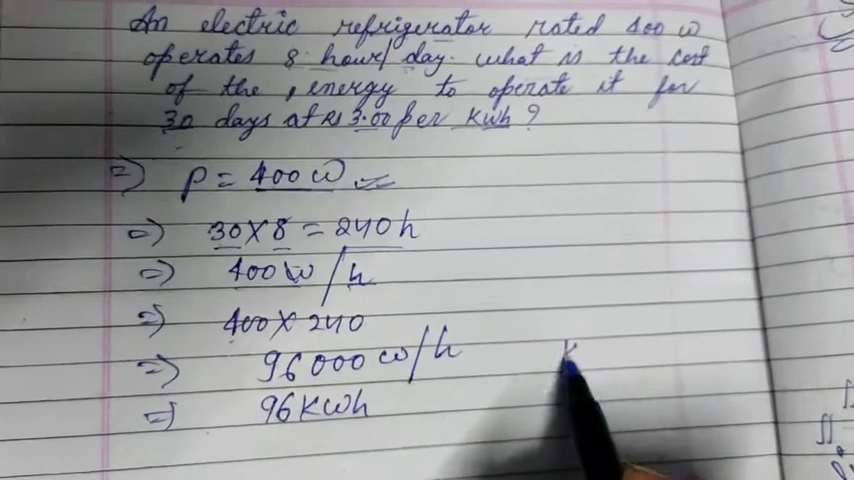 An electric refrigerator rated 400 W
operates 8 hour/day. what is the cost
of the energy to operate it for
30 days at Rs 3.00 per kWh ?
=) P = 400 W
=) 30 X 8 = 240 h
=) 400 W/h
=) 400 X 240
=) 96000 W/h
=) 96 KWh
K